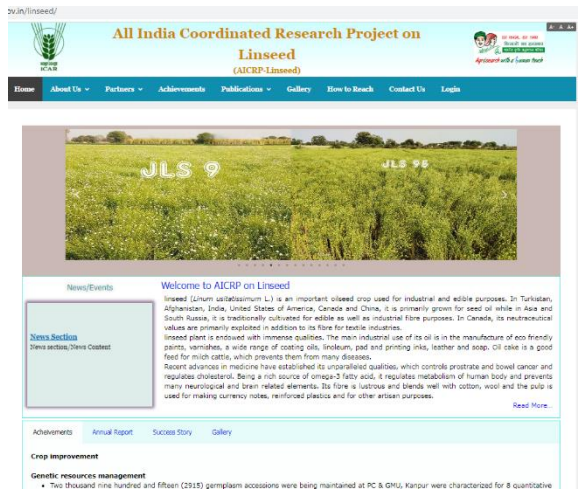 ov.in/linseed/
A- A A+
All India Coordinated Research Project on
Linseed
(AICRP-Linseed)
ICAR
Agrisearch with a Human touch
Home About Us Partners Achievements Publications Gallery How to Reach Contact Us Login
JLS 9
JLS 95
News/Events
News Section
News section/News Content
Welcome to AICRP on Linseed
linseed (Linum usitatissimum L.) is an important oilseed crop used for industrial and edible purposes. In Turkistan,
Afghanistan, India, United States of America, Canada and China, it is primarily grown for seed oil while in Asia and
South Russia, it is traditionally cultivated for edible as well as industrial fibre purposes. In Canada, its neutraceutical
values are primarily exploited in addition to its fibre for textile industries.
linseed plant is endowed with immense qualities. The main industrial use of its oil is in the manufacture of eco friendly
paints, varnishes, a wide range of coating oils, linoleum, pad and printing inks, leather and soap. Oil cake is a good
feed for milch cattle, which prevents them from many diseases.
Recent advances in medicine have established its unparalleled qualities, which controls prostrate and bowel cancer and
regulates cholesterol. Being a rich source of omega-3 fatty acid, it regulates metabolism of human body and prevents
many neurological and brain related elements. Its fibre is lustrous and blends well with cotton, wool and the pulp is
used for making currency notes, reinforced plastics and for other artisan purposes.
Read More...
Acheivements Annual Report Success Story Gallery
Crop improvement
Genetic resources management
• Two thousand nine hundred and fifteen (2915) germplasm accessions were being maintained at PC & GMU, Kanpur were characterized for 8 quantitative